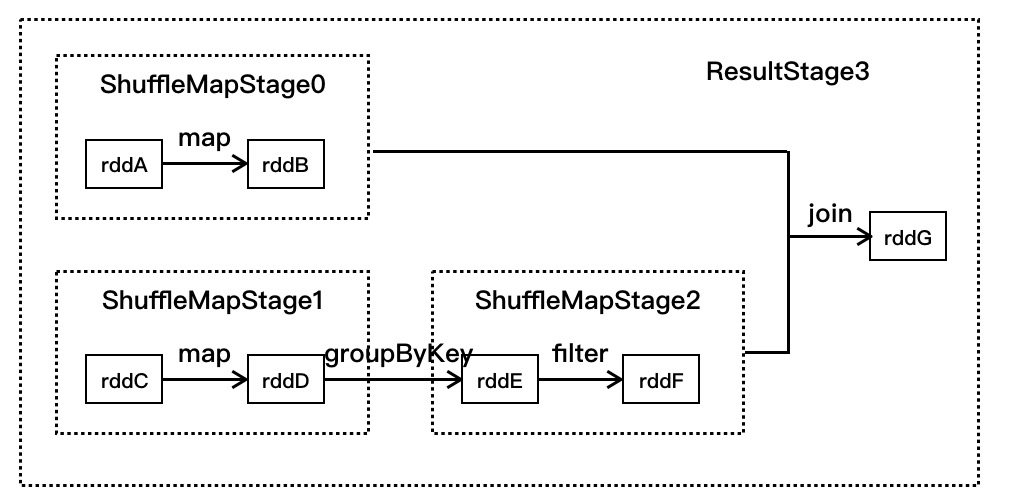 ResultStage3
ShuffleMapStage0
map
rddA
rddB
join
rddG
ShuffleMapStage1
ShuffleMapStage2
map
groupByKey
filter
rddC
rddD
rddE
rddF